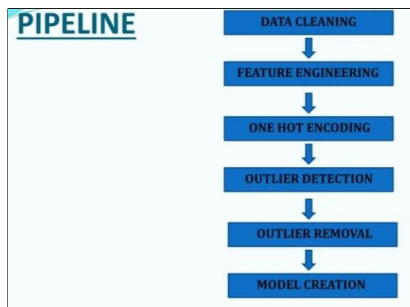 PIPELINE
DATA CLEANING
FEATURE ENGINEERING
ONE HOT ENCODING
OUTLIER DETECTION
OUTLIER REMOVAL
MODEL CREATION